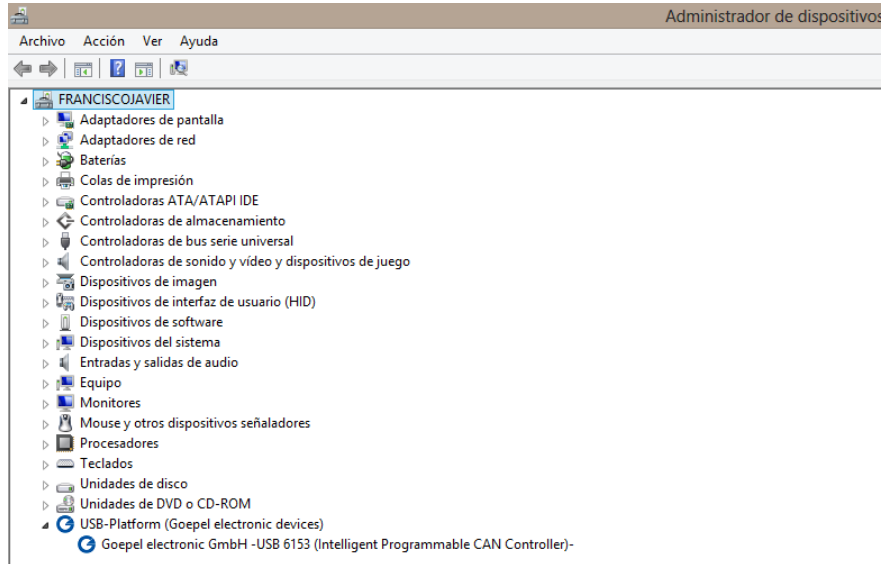 Administrador de dispositivos
Archivo Acción Ver Ayuda
FRANCISCOJAVIER
Adaptadores de pantalla
Adaptadores de red
Baterías
Colas de impresión
Controladoras ATA/ATAPI IDE
Controladoras de almacenamiento
Controladoras de bus serie universal
Controladoras de sonido y vídeo y dispositivos de juego
Dispositivos de imagen
Dispositivos de interfaz de usuario (HID)
Dispositivos de software
Dispositivos del sistema
Entradas y salidas de audio
Equipo
Monitores
Mouse y otros dispositivos señaladores
Procesadores
Teclados
Unidades de disco
Unidades de DVD o CD-ROM
USB-Platform (Goepel electronic devices)
Goepel electronic GmbH -USB 6153 (Intelligent Programmable CAN Controller)-